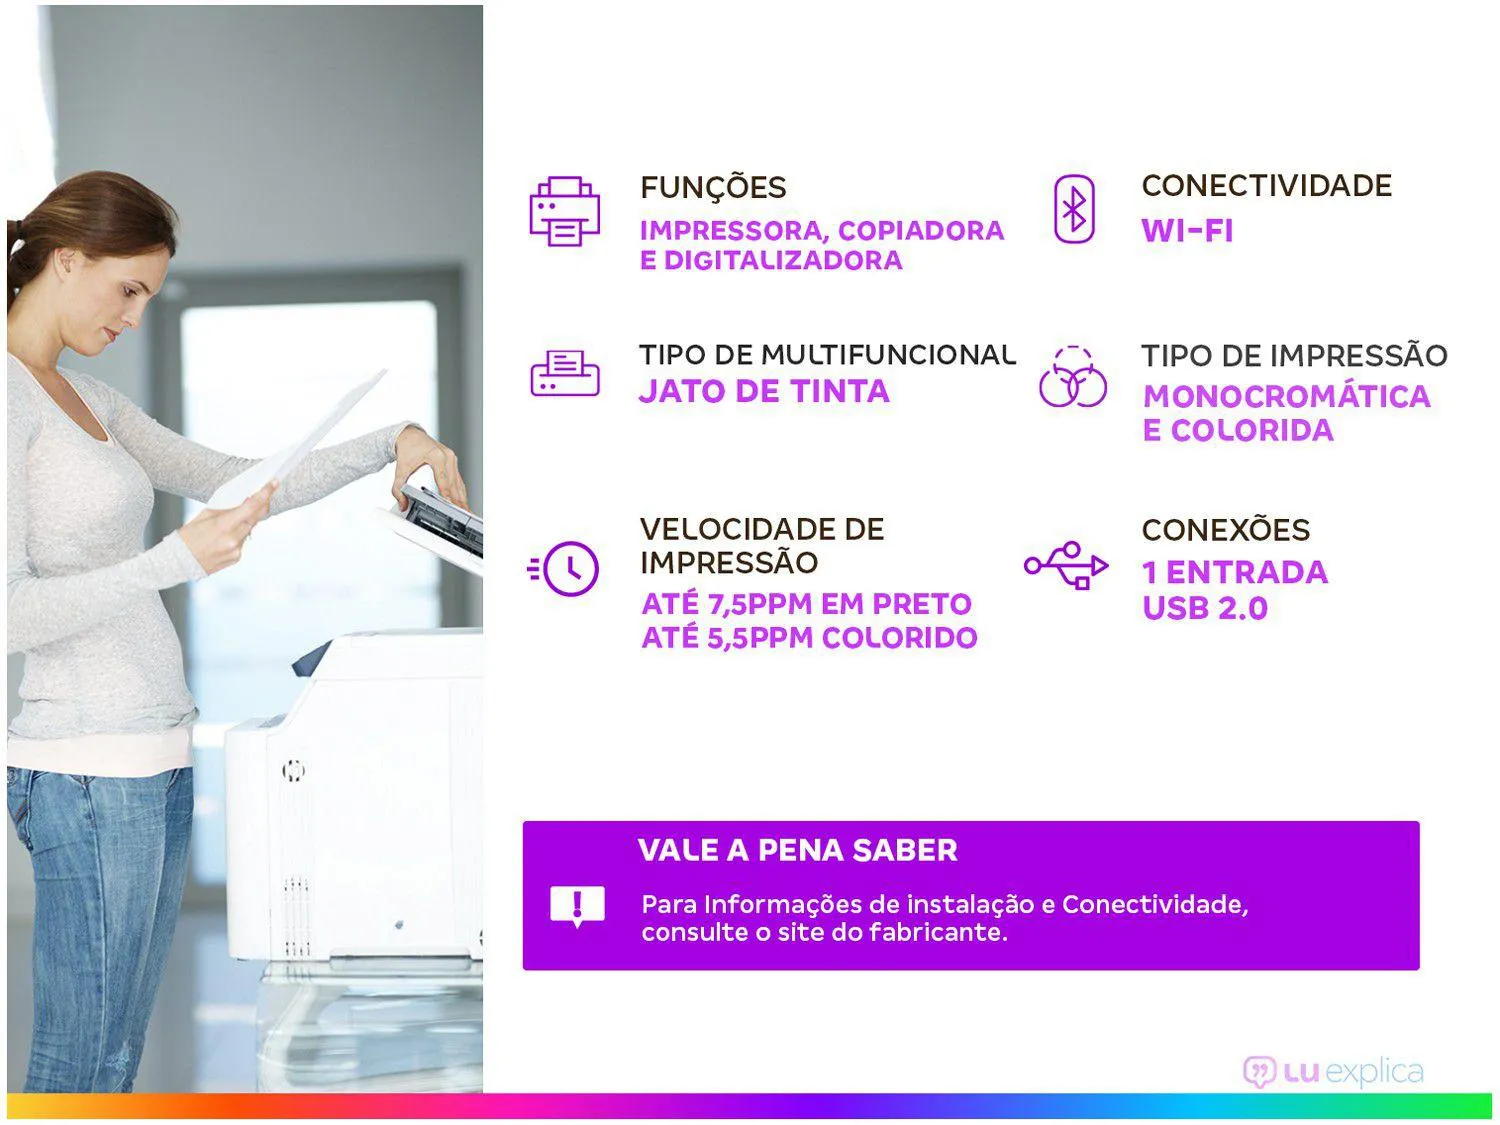 FUNÇÕES
IMPRESSORA, COPIADORA
E DIGITALIZADORA
CONECTIVIDADE
WI-FI
TIPO DE MULTIFUNCIONAL
JATO DE TINTA
TIPO DE IMPRESSÃO
MONOCROMÁTICA
E COLORIDA
VELOCIDADE DE
IMPRESSÃO
ATÉ 7,5PPM EM PRETO
ATÉ 5,5PPM COLORIDO
CONEXÕES
1 ENTRADA
USB 2.0
VALE A PENA SABER
Para Informações de instalação e Conectividade,
consulte o site do fabricante.
Lu explica